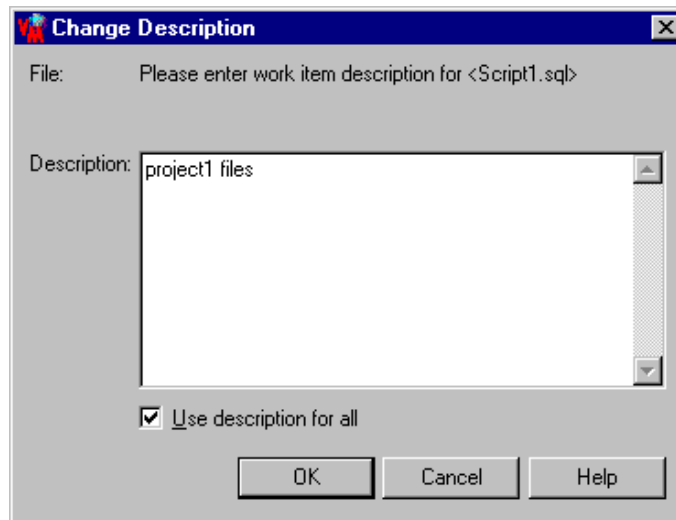 Change Description
File: Please enter work item description for <Script1.sql>
Description: project1 files
Use description for all
OK Cancel Help